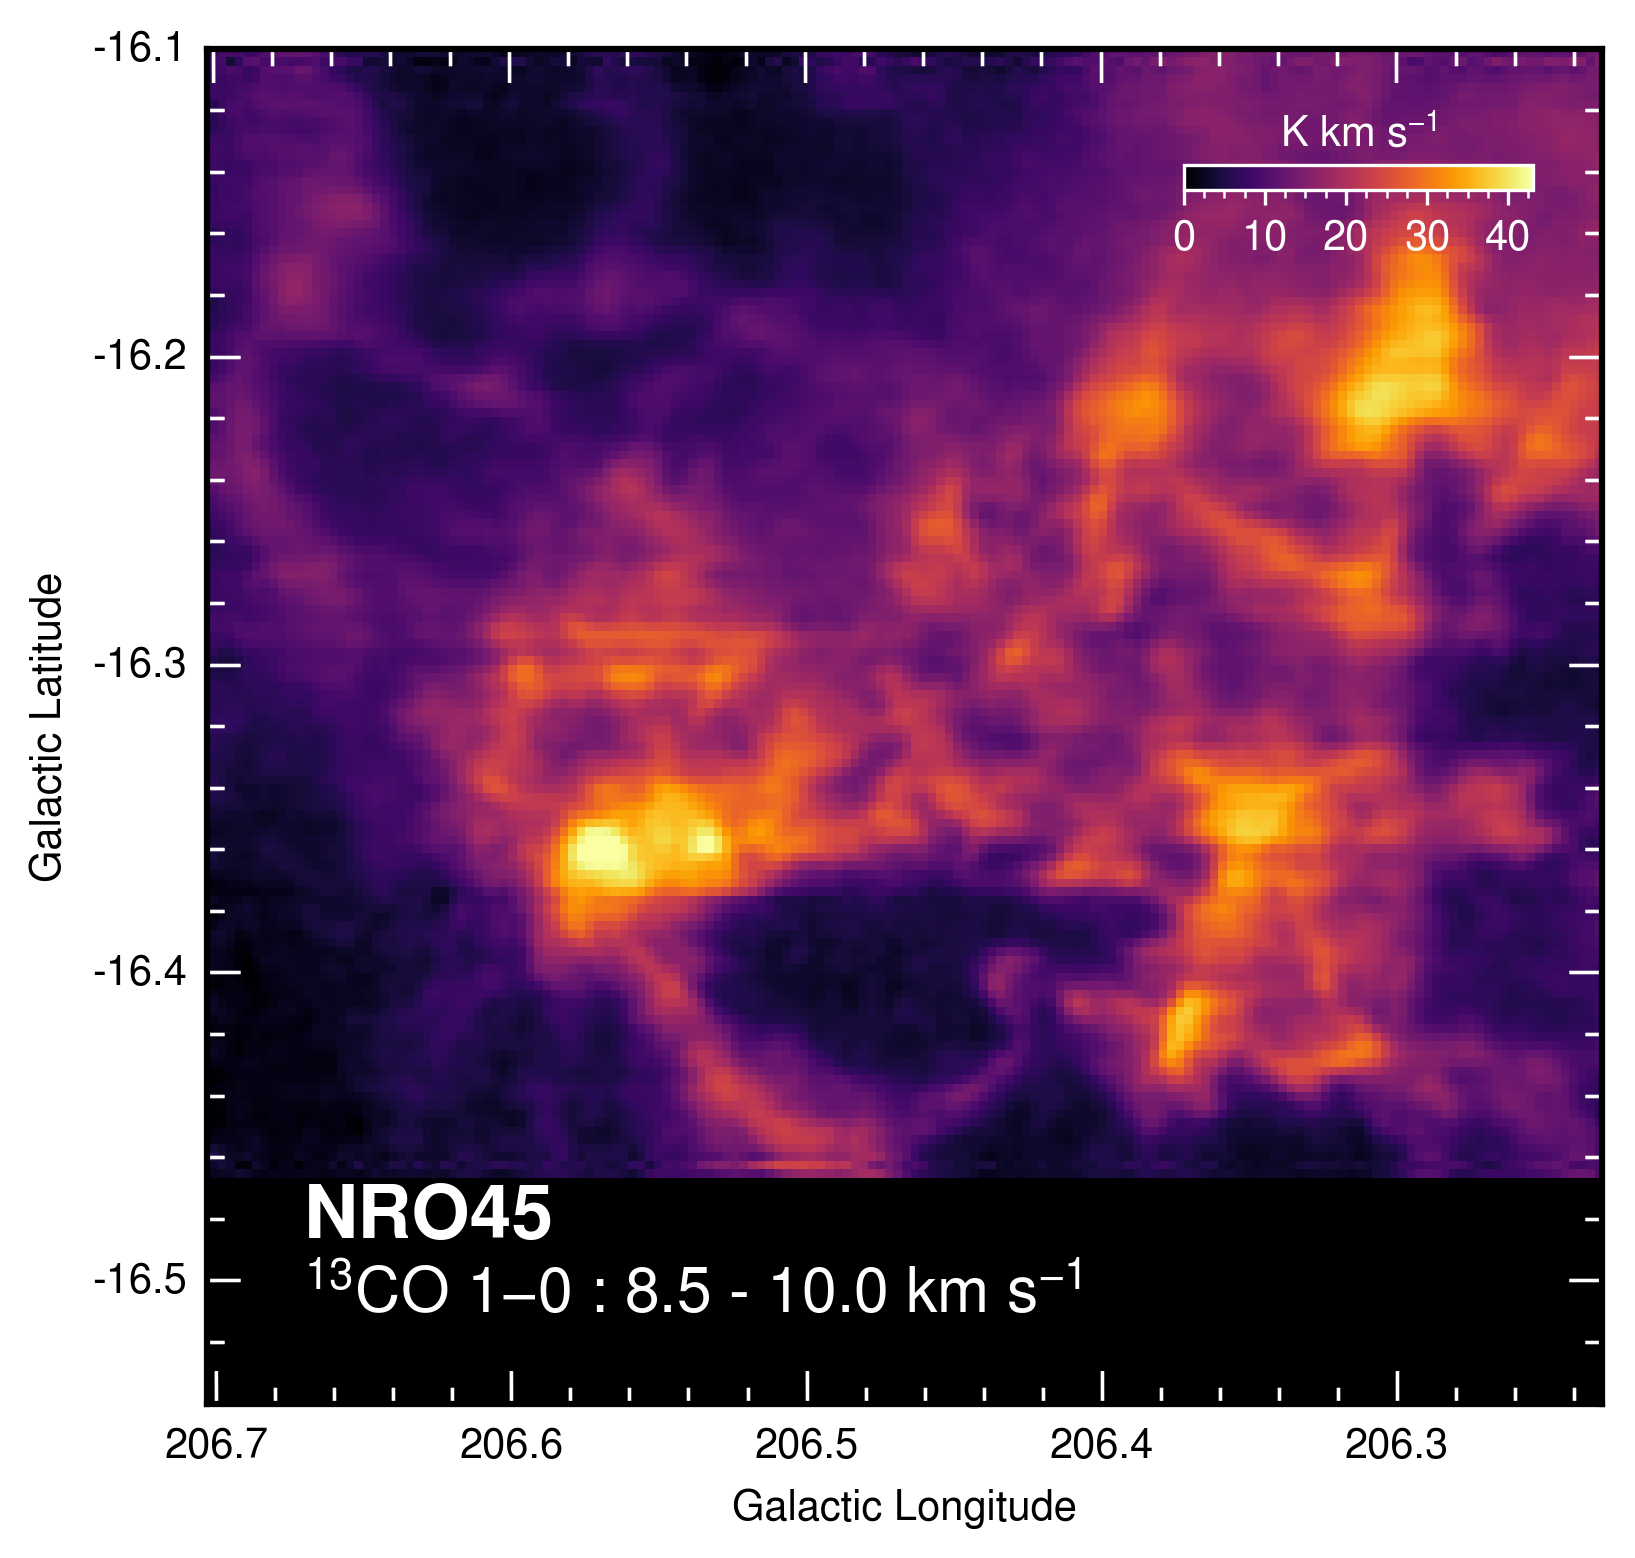 -16.1
K km s⁻¹
0 10 20 30 40
-16.2
-16.3
Galactic Latitude
-16.4
NRO45
¹³CO 1–0 : 8.5 - 10.0 km s⁻¹
-16.5
206.7 206.6 206.5 206.4 206.3
Galactic Longitude